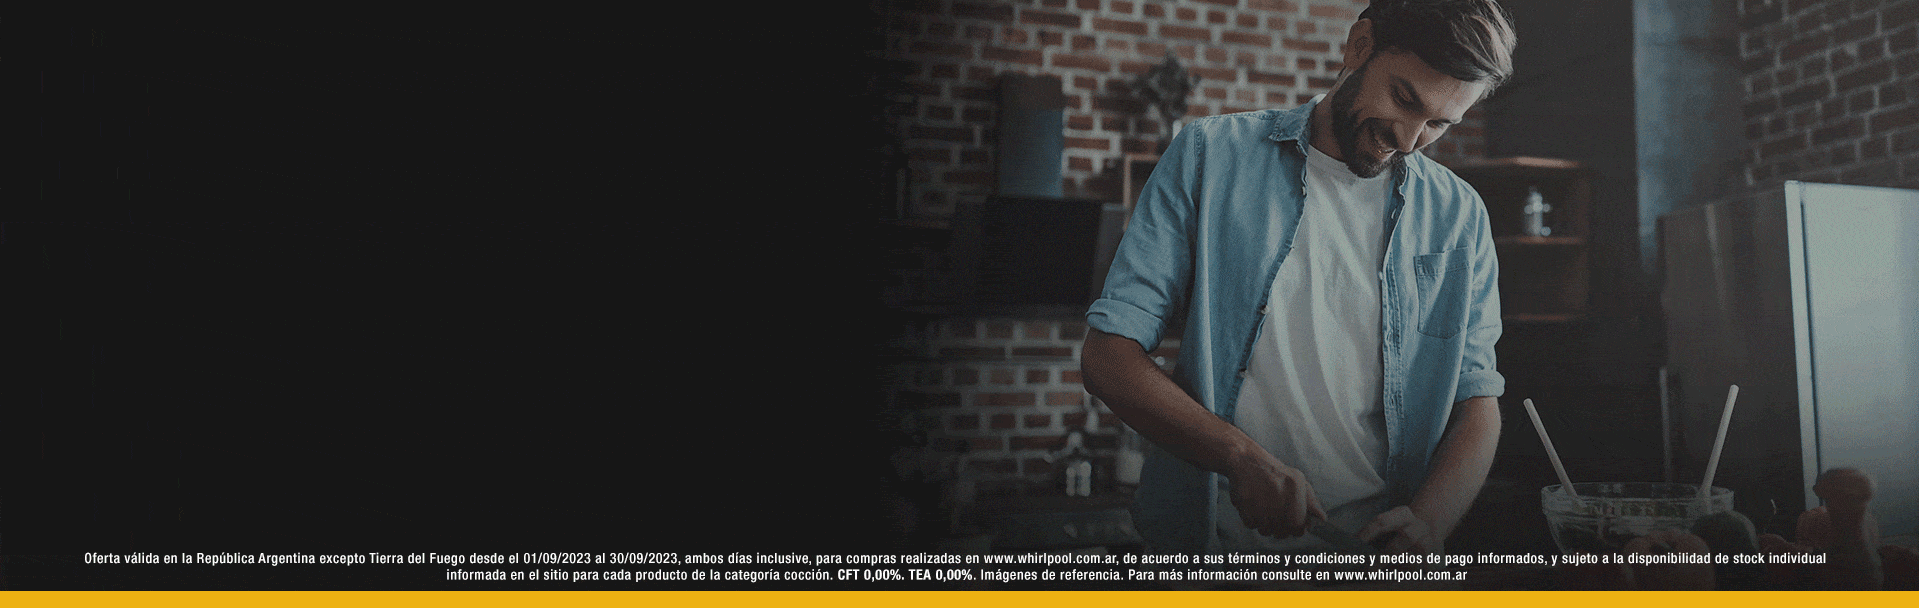 Oferta válida en la República Argentina excepto Tierra del Fuego desde el 01/09/2023 al 30/09/2023, ambos días inclusive, para compras realizadas en www.whirlpool.com.ar, de acuerdo a sus términos y condiciones y medios de pago informados, y sujeto a la disponibilidad de stock individual
informada en el sitio para cada producto de la categoría cocción. CFT 0,00%. TEA 0,00%. Imágenes de referencia. Para más información consulte en www.whirlpool.com.ar